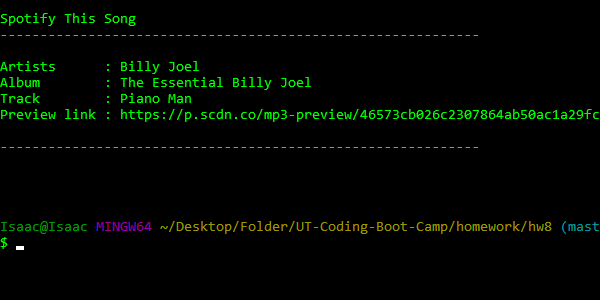 Spotify This Song
------------------------------------------------------------
Artists      : Billy Joel
Album        : The Essential Billy Joel
Track        : Piano Man
Preview link : https://p.scdn.co/mp3-preview/46573cb026c2307864ab50ac1a29fc
------------------------------------------------------------
Isaac@Isaac MINGW64 ~/Desktop/Folder/UT-Coding-Boot-Camp/homework/hw8 (mast
$